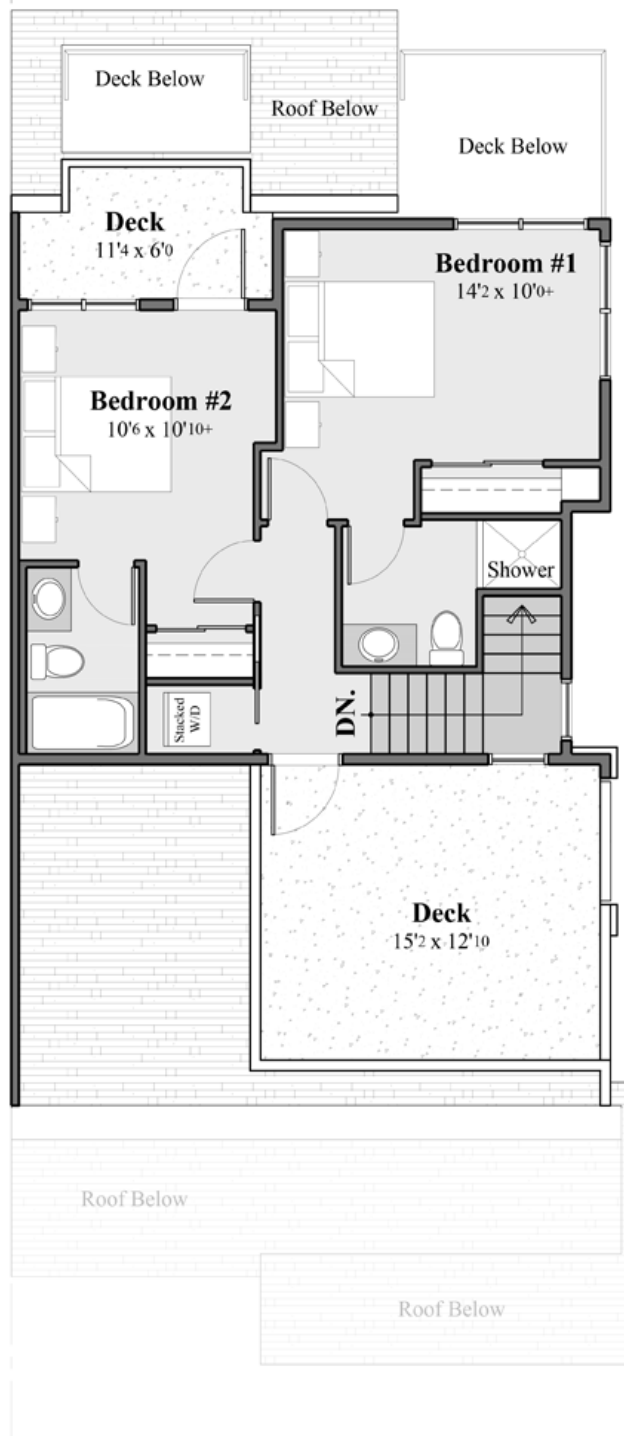 Deck Below
Roof Below
Deck Below
Deck
11'4 x 6'0
Bedroom #1
14'2 x 10'0+
Bedroom #2
10'6 x 10'10+
Shower
Stacked
W/D
DN.
Deck
15'2 x 12'10
Roof Below
Roof Below